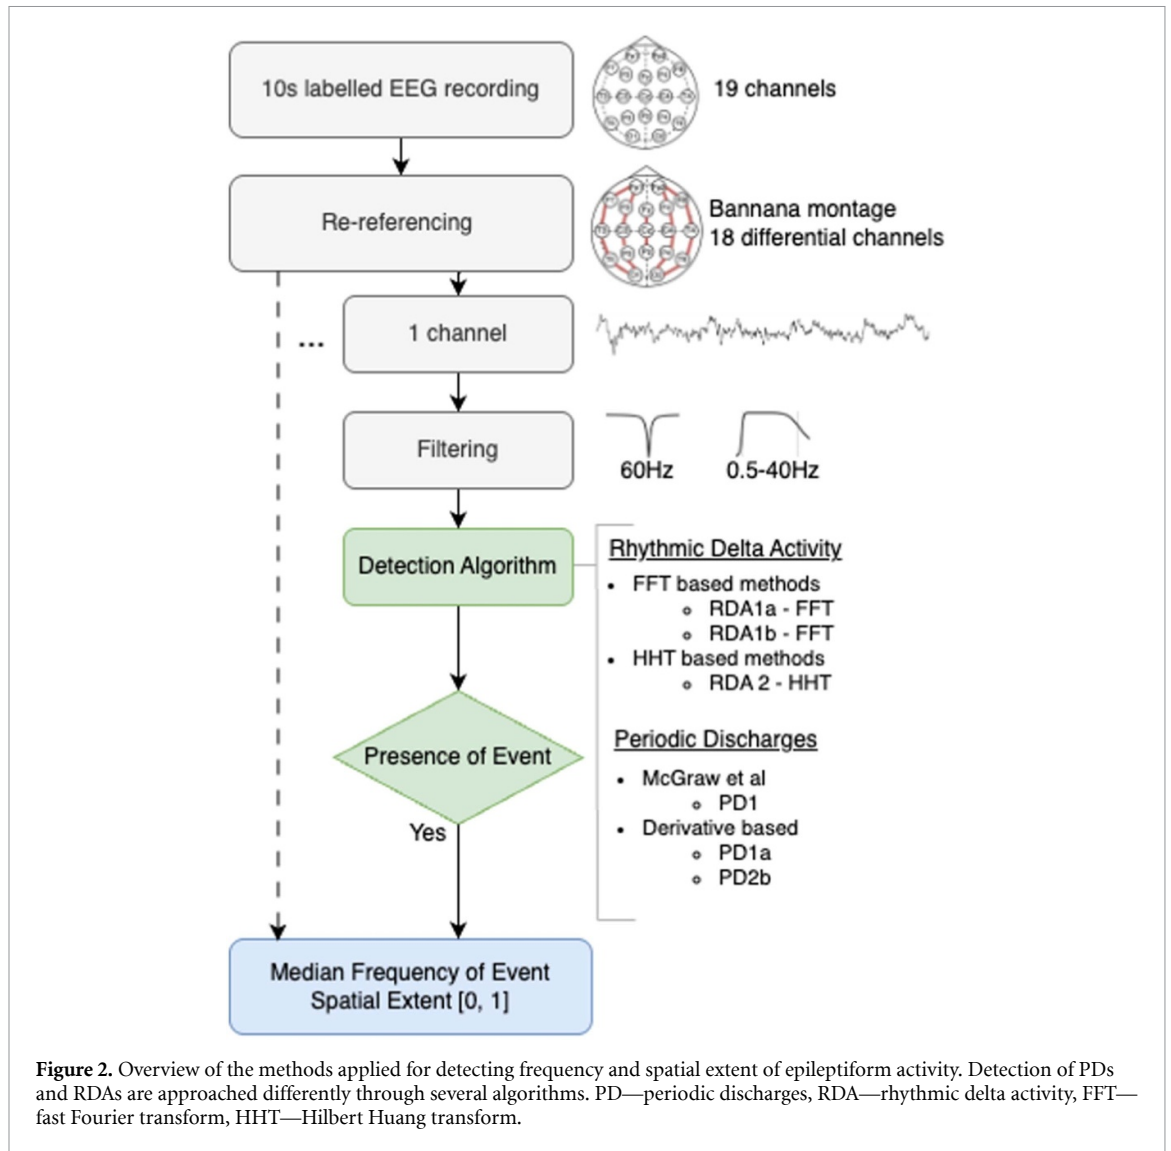 10s labelled EEG recording
19 channels
Re-referencing
Bannana montage
18 differential channels
...
1 channel
Filtering
60Hz
0.5-40Hz
Detection Algorithm
Rhythmic Delta Activity
• FFT based methods
∘ RDA1a - FFT
∘ RDA1b - FFT
• HHT based methods
∘ RDA 2 - HHT
Presence of Event
Yes
Periodic Discharges
• McGraw et al
∘ PD1
• Derivative based
∘ PD1a
∘ PD2b
Median Frequency of Event
Spatial Extent [0, 1]
Figure 2. Overview of the methods applied for detecting frequency and spatial extent of epileptiform activity. Detection of PDs
and RDAs are approached differently through several algorithms. PD—periodic discharges, RDA—rhythmic delta activity, FFT—
fast Fourier transform, HHT—Hilbert Huang transform.